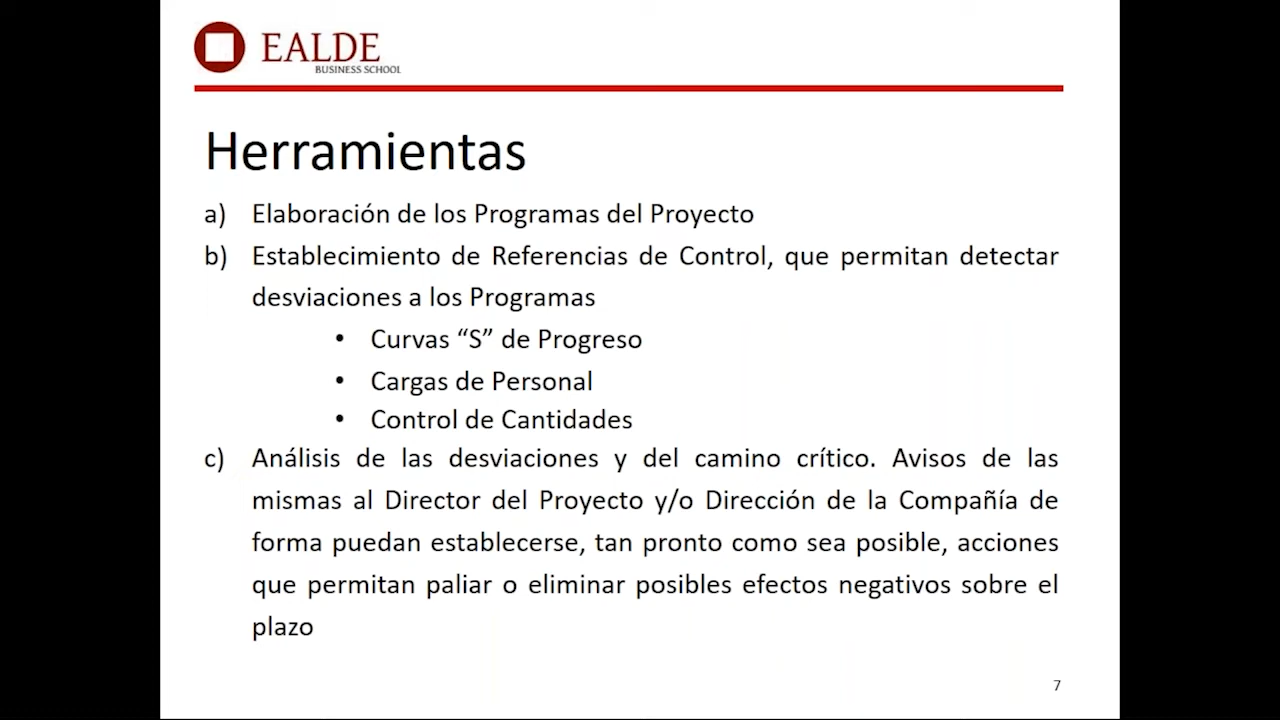 EALDE
BUSINESS SCHOOL
Herramientas
a) Elaboración de los Programas del Proyecto
b) Establecimiento de Referencias de Control, que permitan detectar
desviaciones a los Programas
• Curvas “S” de Progreso
• Cargas de Personal
• Control de Cantidades
c) Análisis de las desviaciones y del camino crítico. Avisos de las
mismas al Director del Proyecto y/o Dirección de la Compañía de
forma puedan establecerse, tan pronto como sea posible, acciones
que permitan paliar o eliminar posibles efectos negativos sobre el
plazo
7